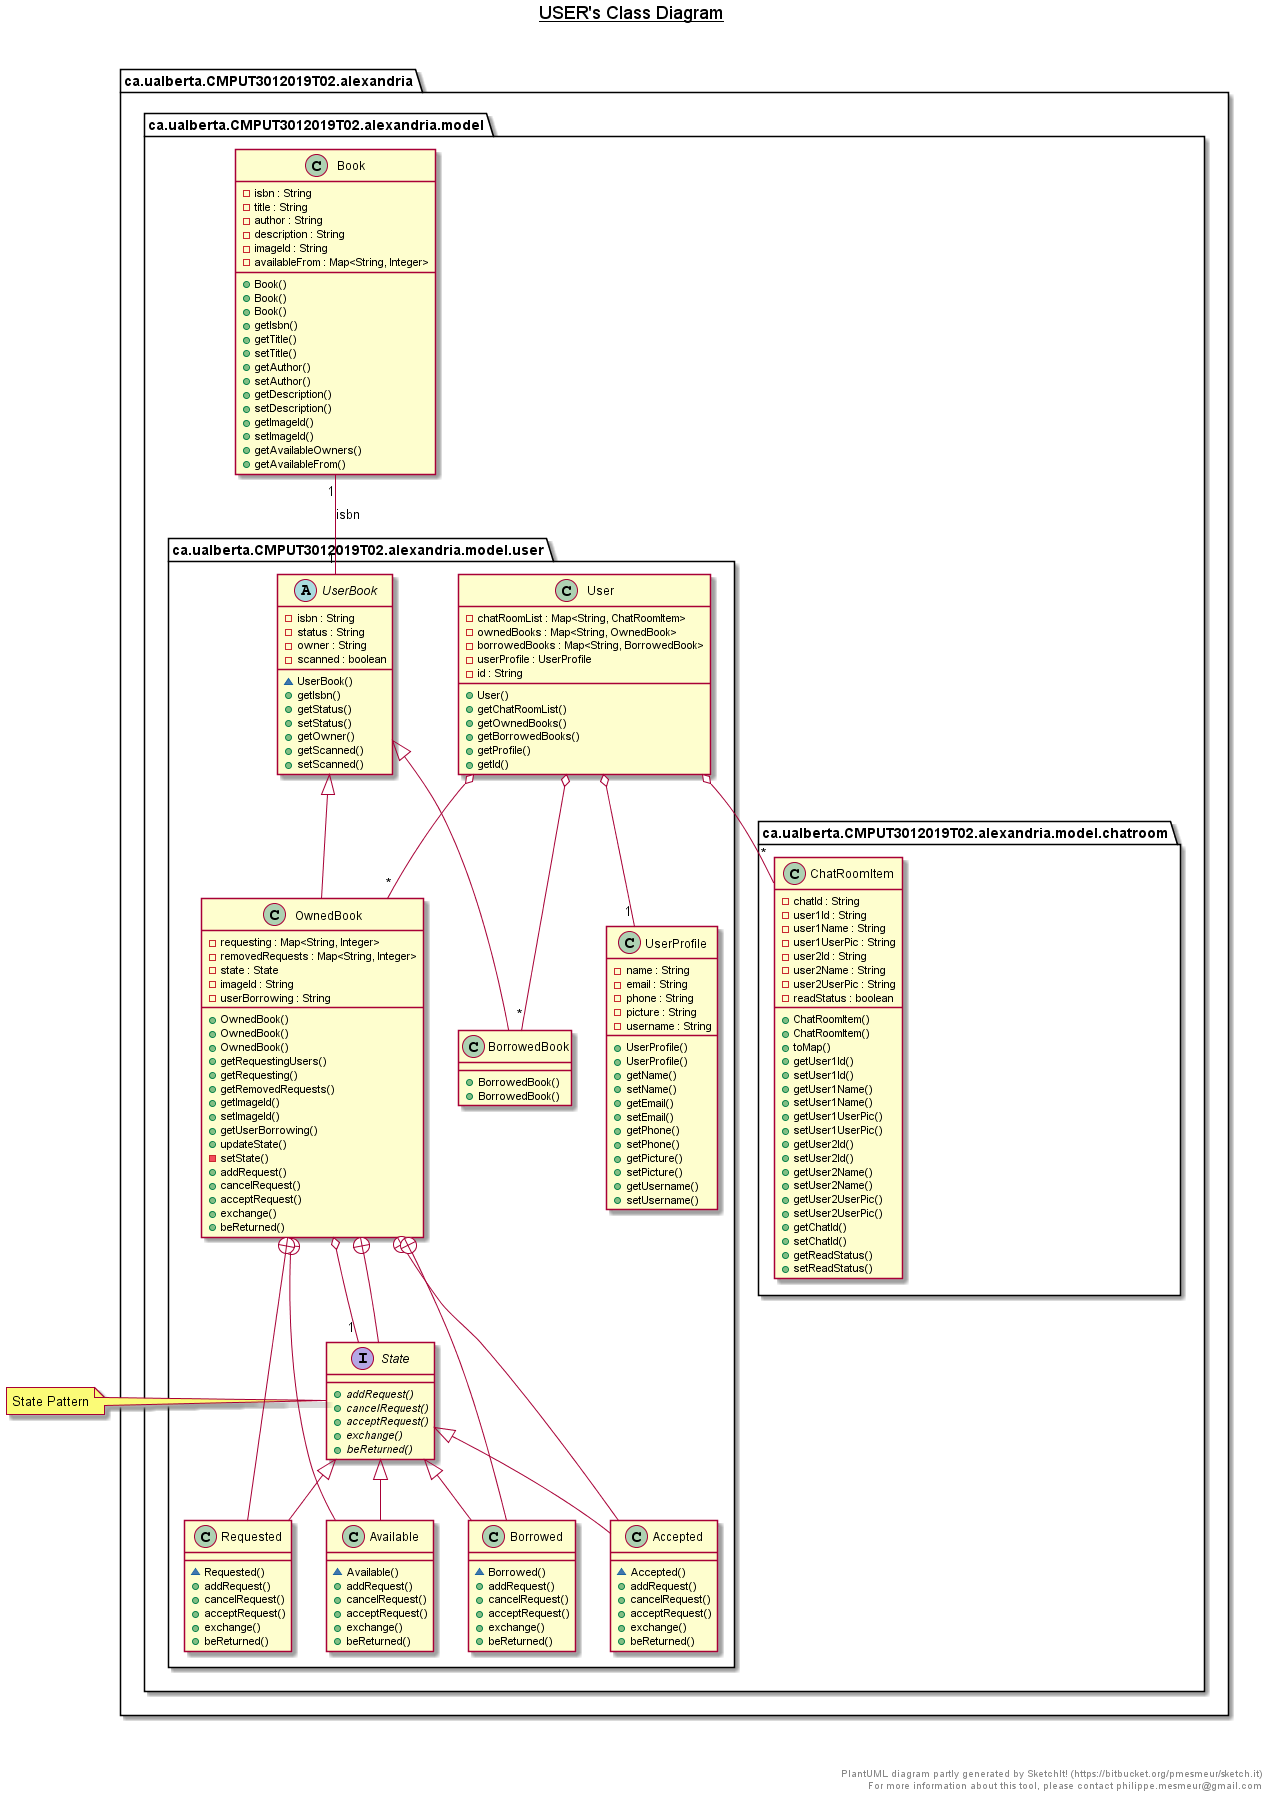 USER's Class Diagram
ca.ualberta.CMPUT3012019T02.alexandria
ca.ualberta.CMPUT3012019T02.alexandria.model
C Book
isbn : String
title : String
author : String
description : String
imageId : String
availableFrom : Map<String, Integer>
Book()
Book()
Book()
getIsbn()
getTitle()
setTitle()
getAuthor()
setAuthor()
getDescription()
setDescription()
getImageId()
setImageId()
getAvailableOwners()
getAvailableFrom()
1
isbn
1
ca.ualberta.CMPUT3012019T02.alexandria.model.user
A UserBook
isbn : String
status : String
owner : String
scanned : boolean
UserBook()
getIsbn()
getStatus()
setStatus()
getOwner()
getScanned()
setScanned()
C User
chatRoomList : Map<String, ChatRoomItem>
ownedBooks : Map<String, OwnedBook>
borrowedBooks : Map<String, BorrowedBook>
userProfile : UserProfile
id : String
User()
getChatRoomList()
getOwnedBooks()
getBorrowedBooks()
getProfile()
getId()
ca.ualberta.CMPUT3012019T02.alexandria.model.chatroom
*
C ChatRoomItem
chatId : String
user1Id : String
user1Name : String
user1UserPic : String
user2Id : String
user2Name : String
user2UserPic : String
readStatus : boolean
ChatRoomItem()
ChatRoomItem()
toMap()
getUser1Id()
setUser1Id()
getUser1Name()
setUser1Name()
getUser1UserPic()
setUser1UserPic()
getUser2Id()
setUser2Id()
getUser2Name()
setUser2Name()
getUser2UserPic()
setUser2UserPic()
getChatId()
setChatId()
getReadStatus()
setReadStatus()
*
C OwnedBook
requesting : Map<String, Integer>
removedRequests : Map<String, Integer>
state : State
imageId : String
userBorrowing : String
OwnedBook()
OwnedBook()
OwnedBook()
getRequestingUsers()
getRequesting()
getRemovedRequests()
getImageId()
setImageId()
getUserBorrowing()
updateState()
setState()
addRequest()
cancelRequest()
acceptRequest()
exchange()
beReturned()
*
C BorrowedBook
BorrowedBook()
BorrowedBook()
1
C UserProfile
name : String
email : String
phone : String
picture : String
username : String
UserProfile()
UserProfile()
getName()
setName()
getEmail()
setEmail()
getPhone()
setPhone()
getPicture()
setPicture()
getUsername()
setUsername()
1
State Pattern
I State
addRequest()
cancelRequest()
acceptRequest()
exchange()
beReturned()
C Requested
Requested()
addRequest()
cancelRequest()
acceptRequest()
exchange()
beReturned()
C Available
Available()
addRequest()
cancelRequest()
acceptRequest()
exchange()
beReturned()
C Borrowed
Borrowed()
addRequest()
cancelRequest()
acceptRequest()
exchange()
beReturned()
C Accepted
Accepted()
addRequest()
cancelRequest()
acceptRequest()
exchange()
beReturned()
PlantUML diagram partly generated by SketchIt! (https://bitbucket.org/pmesmeur/sketch.it)
For more information about this tool, please contact philippe.mesmeur@gmail.com